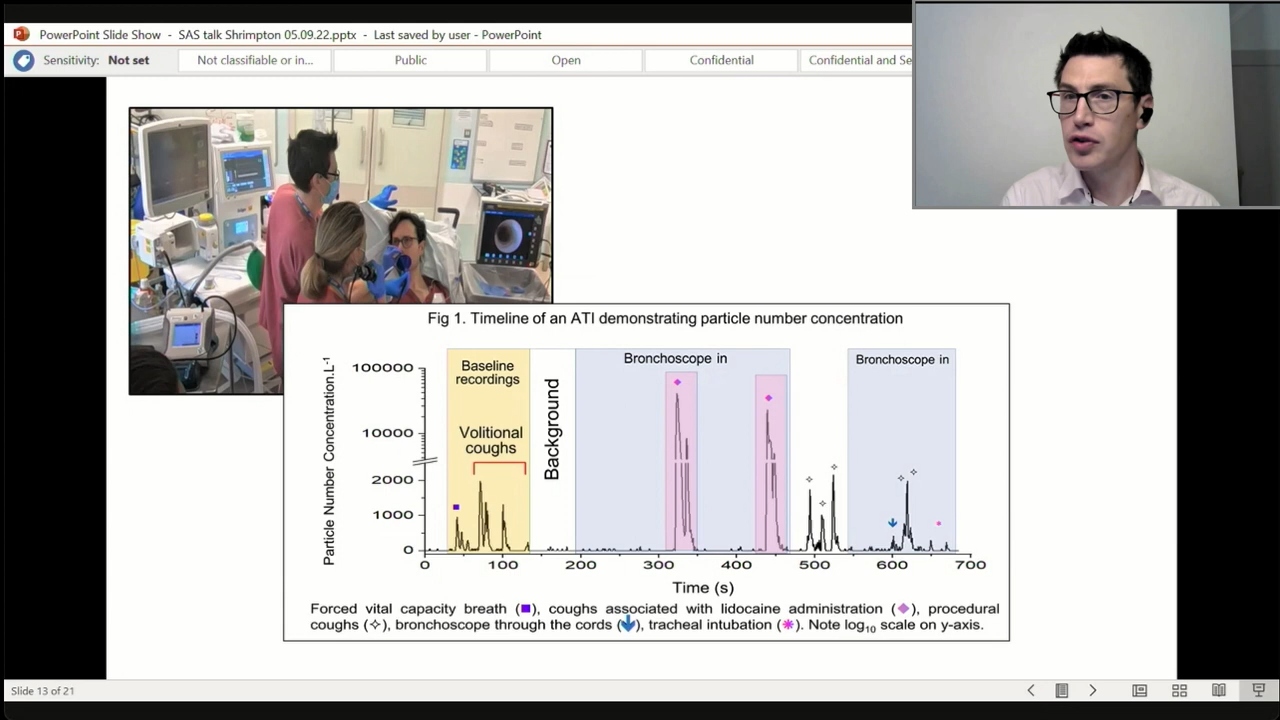 PowerPoint Slide Show - SAS talk Shrimpton 05.09.22.pptx - Last saved by user - PowerPoint
Sensitivity: Not set
Not classifiable or in...
Public
Open
Confidential
Confidential and Se
Fig 1. Timeline of an ATI demonstrating particle number concentration
Particle Number Concentration.L-1
100000
10000
2000
1000
0
Baseline
recordings
Volitional
coughs
Background
Bronchoscope in
Bronchoscope in
0 100 200 300 400 500 600 700
Time (s)
Forced vital capacity breath (■), coughs associated with lidocaine administration (◆), procedural
coughs (✧), bronchoscope through the cords (↓), tracheal intubation (✳). Note log10 scale on y-axis.
Slide 13 of 21